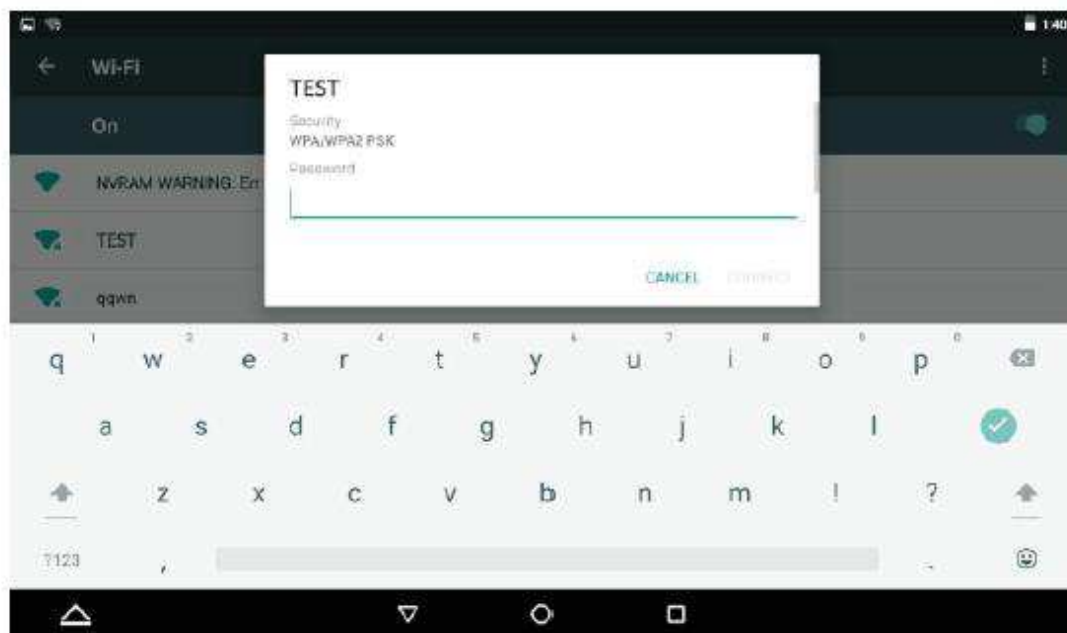 1:40
Wi-Fi
On
NVRAM WARNING: Err
TEST
qqwn
TEST
Security
WPA/WPA2 PSK
Password
CANCEL CONNECT
1 2 3 4 5 6 7 8 9 0
q w e r t y u i o p
a s d f g h j k l
z x c v b n m ! ?
?123 , .